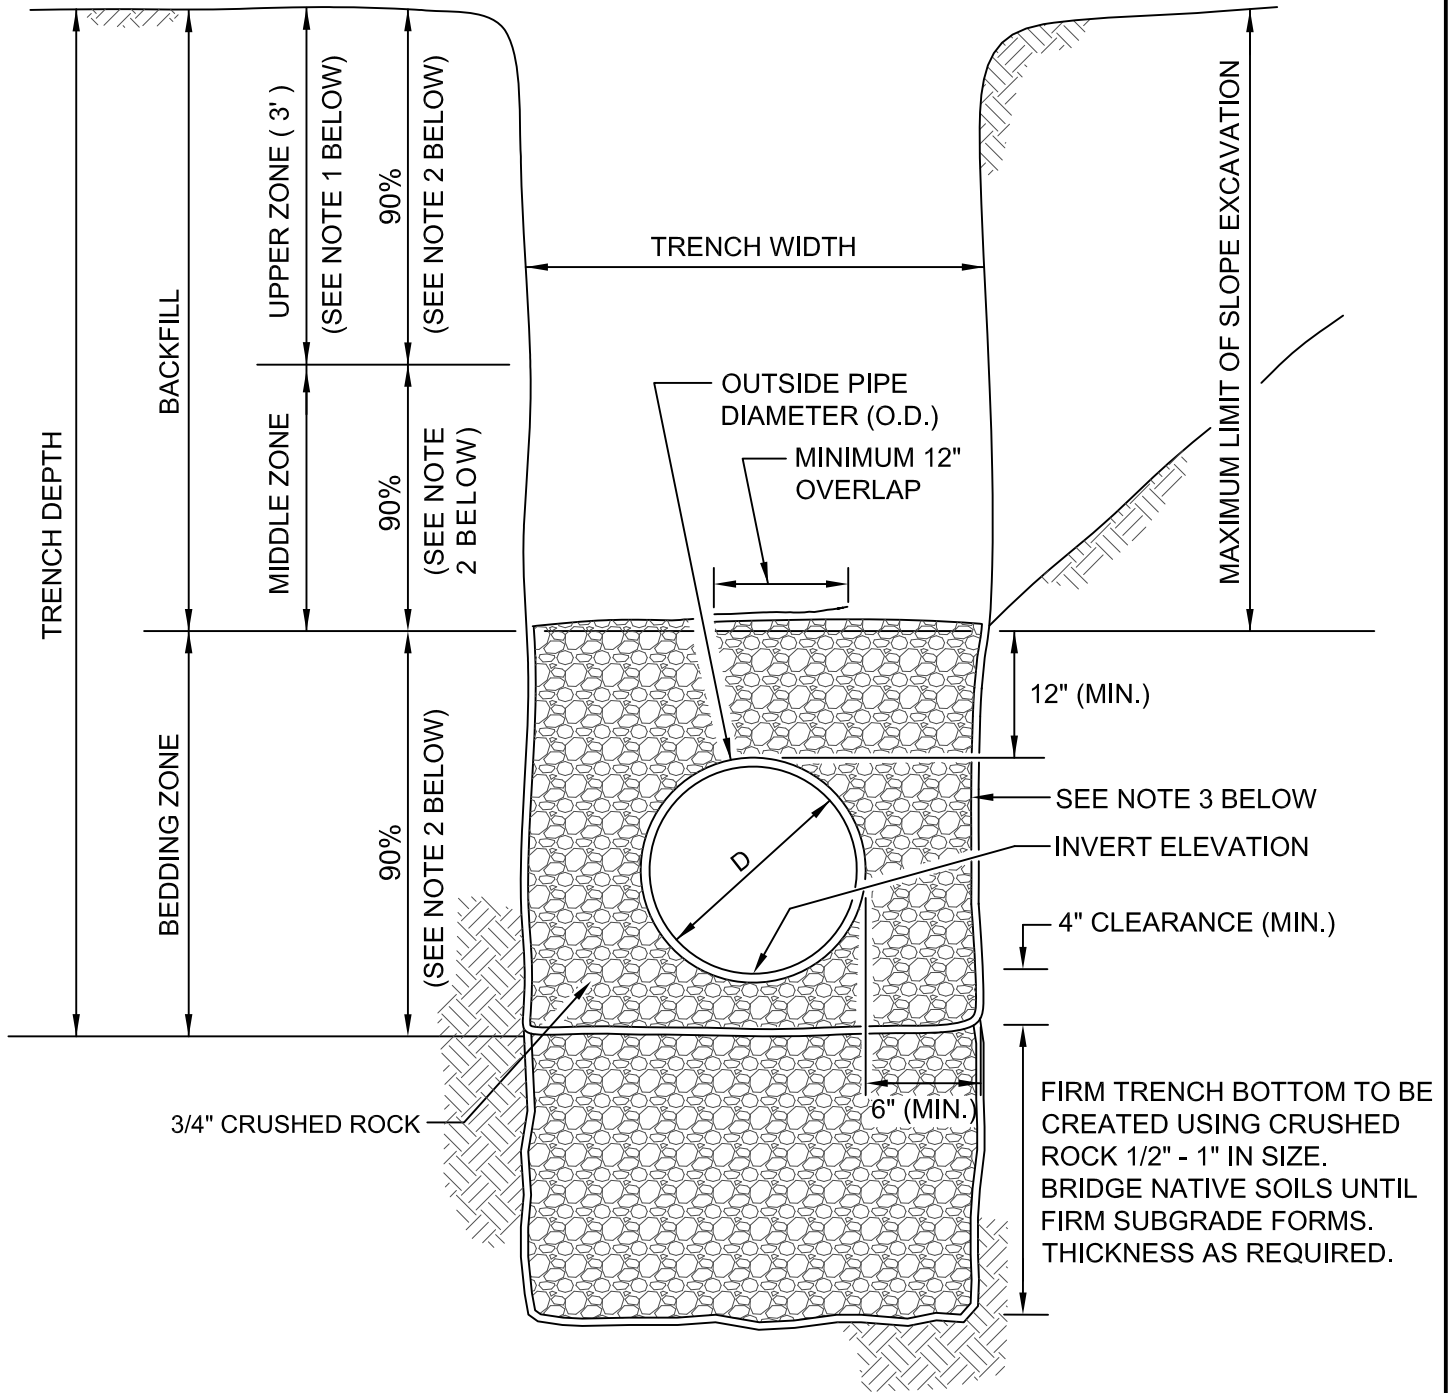 TRENCH DEPTH
BACKFILL
BEDDING ZONE
UPPER ZONE ( 3' )
(SEE NOTE 1 BELOW)
90%
(SEE NOTE 2 BELOW)
MIDDLE ZONE
90%
(SEE NOTE
2 BELOW)
90%
(SEE NOTE 2 BELOW)
TRENCH WIDTH
OUTSIDE PIPE
DIAMETER (O.D.)
MINIMUM 12"
OVERLAP
MAXIMUM LIMIT OF SLOPE EXCAVATION
12" (MIN.)
SEE NOTE 3 BELOW
INVERT ELEVATION
D
4" CLEARANCE (MIN.)
6" (MIN.)
3/4" CRUSHED ROCK
FIRM TRENCH BOTTOM TO BE
CREATED USING CRUSHED
ROCK 1/2" - 1" IN SIZE.
BRIDGE NATIVE SOILS UNTIL
FIRM SUBGRADE FORMS.
THICKNESS AS REQUIRED.